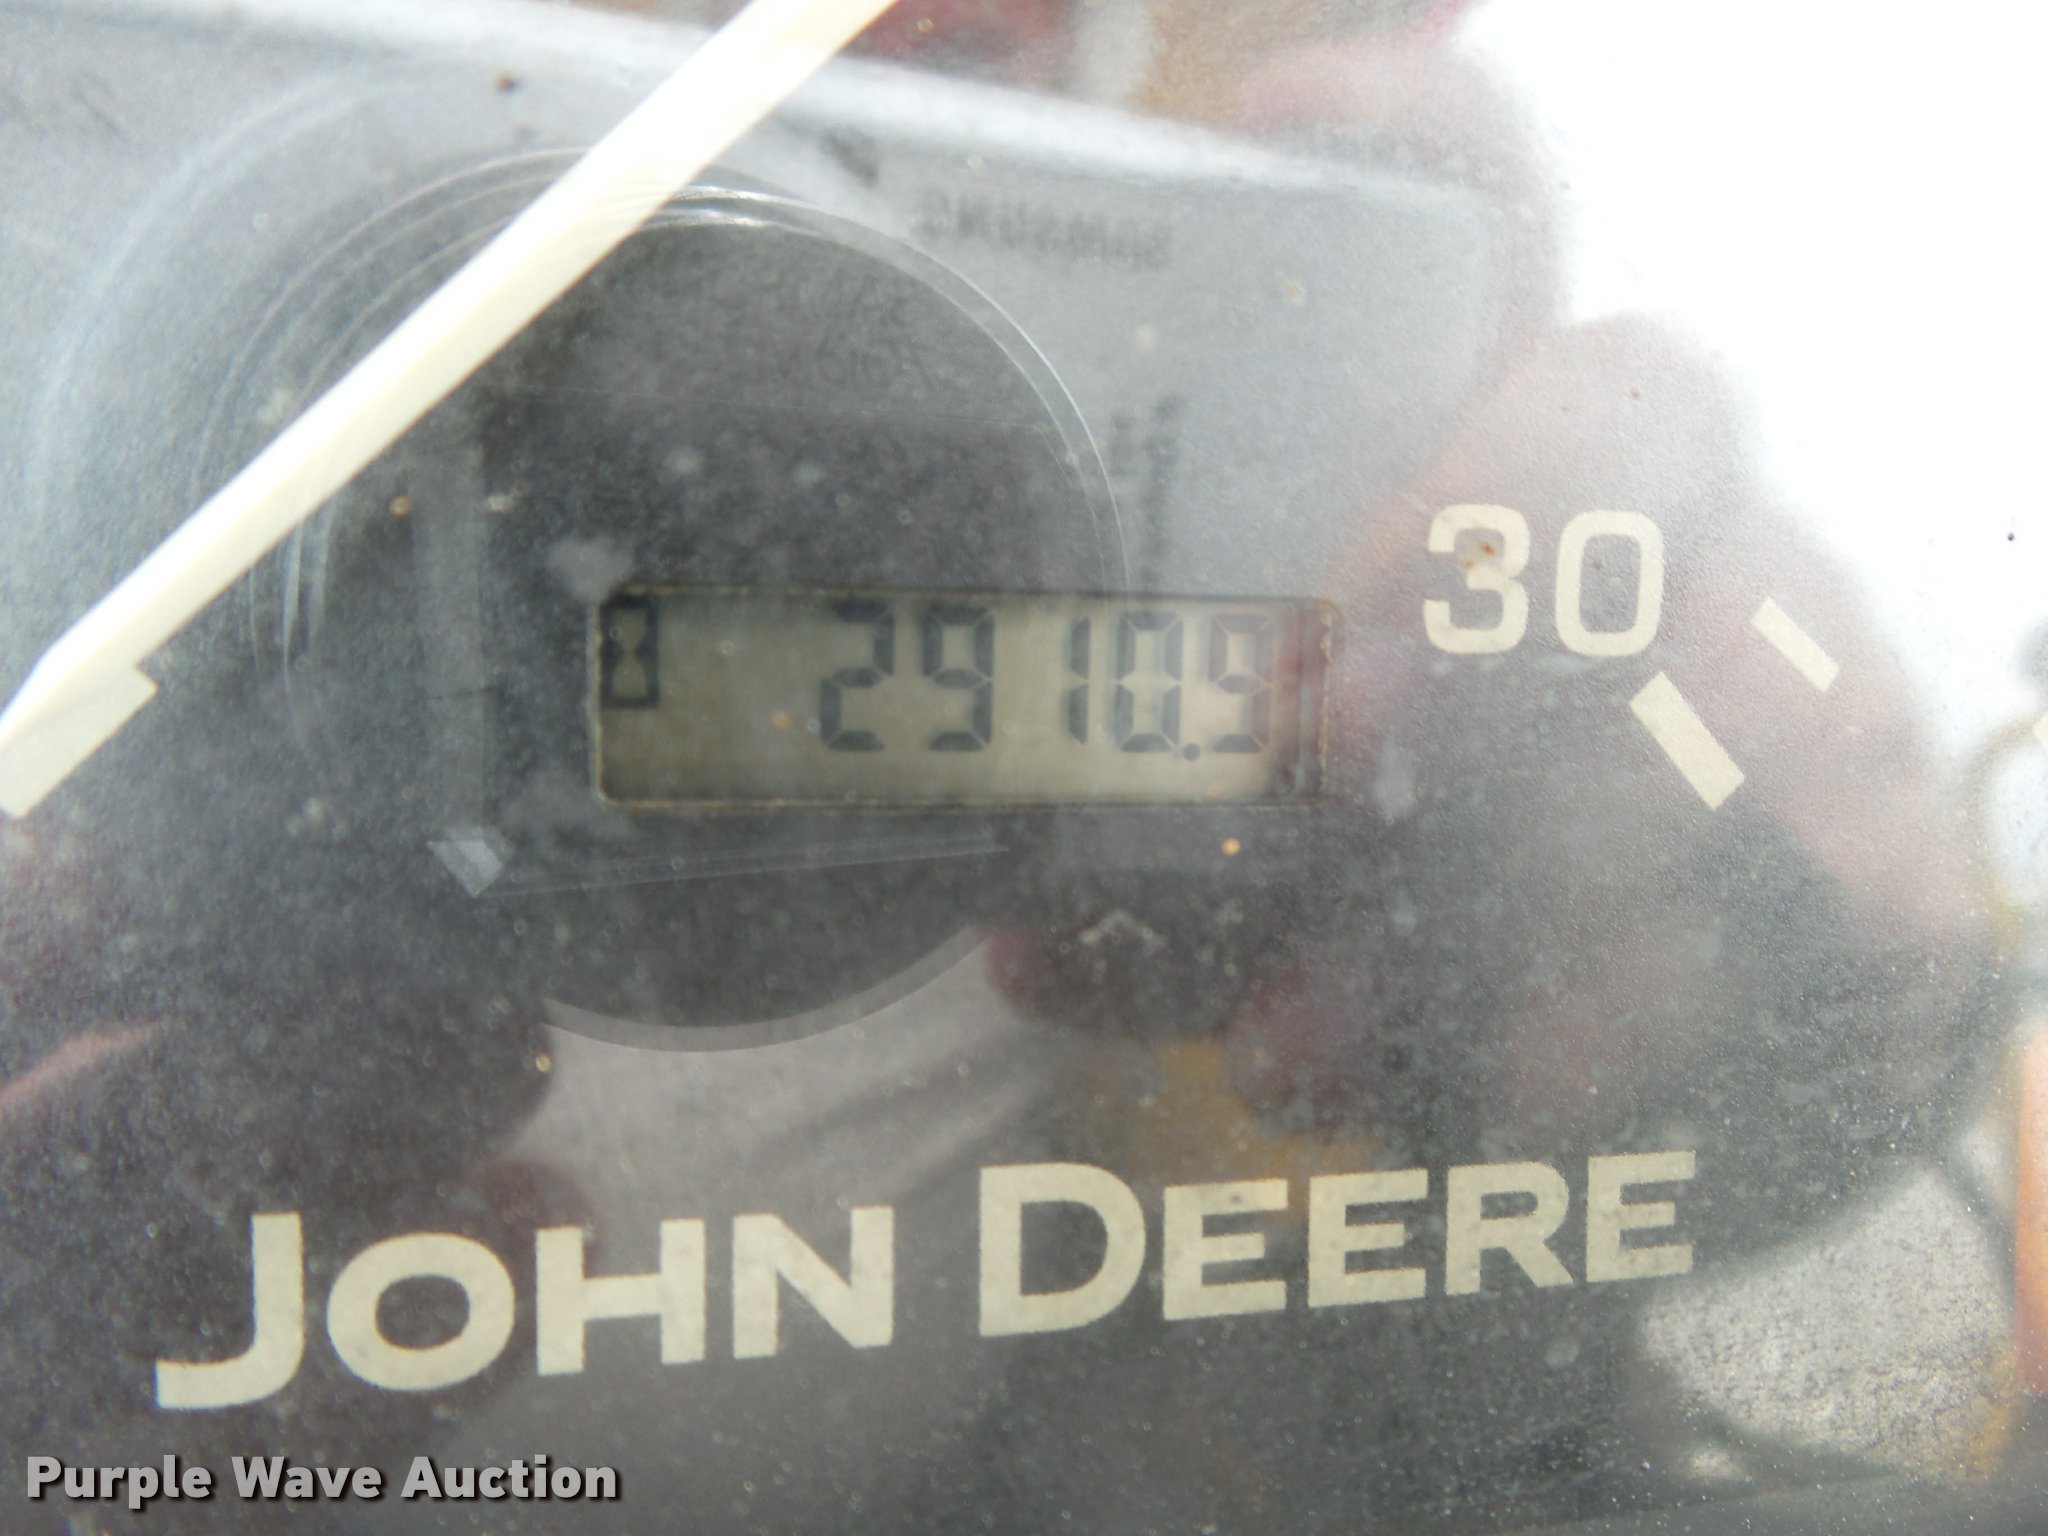 30
2910.9
JOHN DEERE
Purple Wave Auction